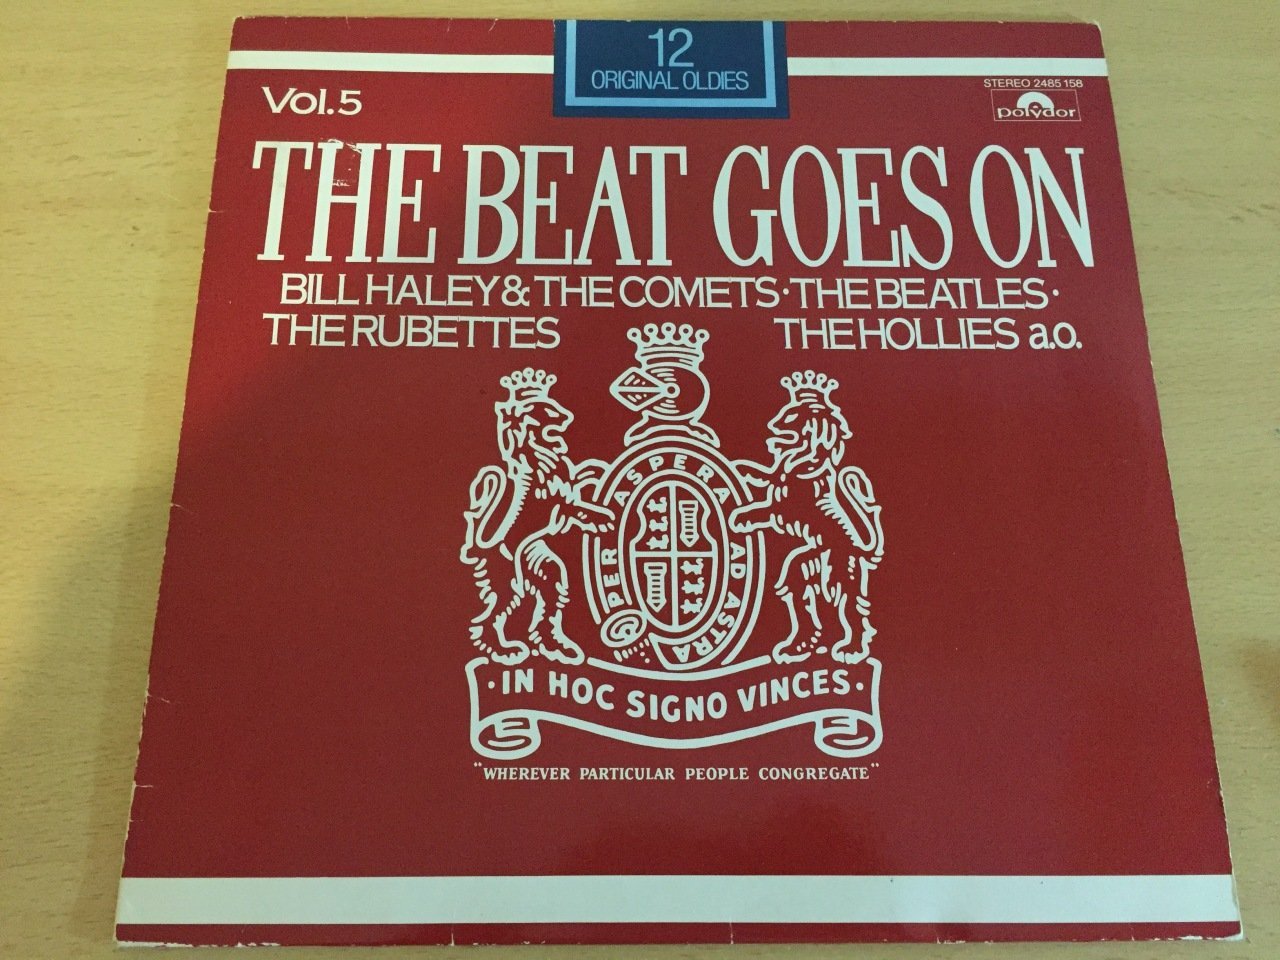 12
ORIGINAL OLDIES
STEREO 2485 158
polydor
Vol.5
THE BEAT GOES ON
BILL HALEY & THE COMETS · THE BEATLES ·
THE RUBETTES THE HOLLIES a.o.
PER ASPERA AD ASTRA
· IN HOC SIGNO VINCES ·
"WHEREVER PARTICULAR PEOPLE CONGREGATE"